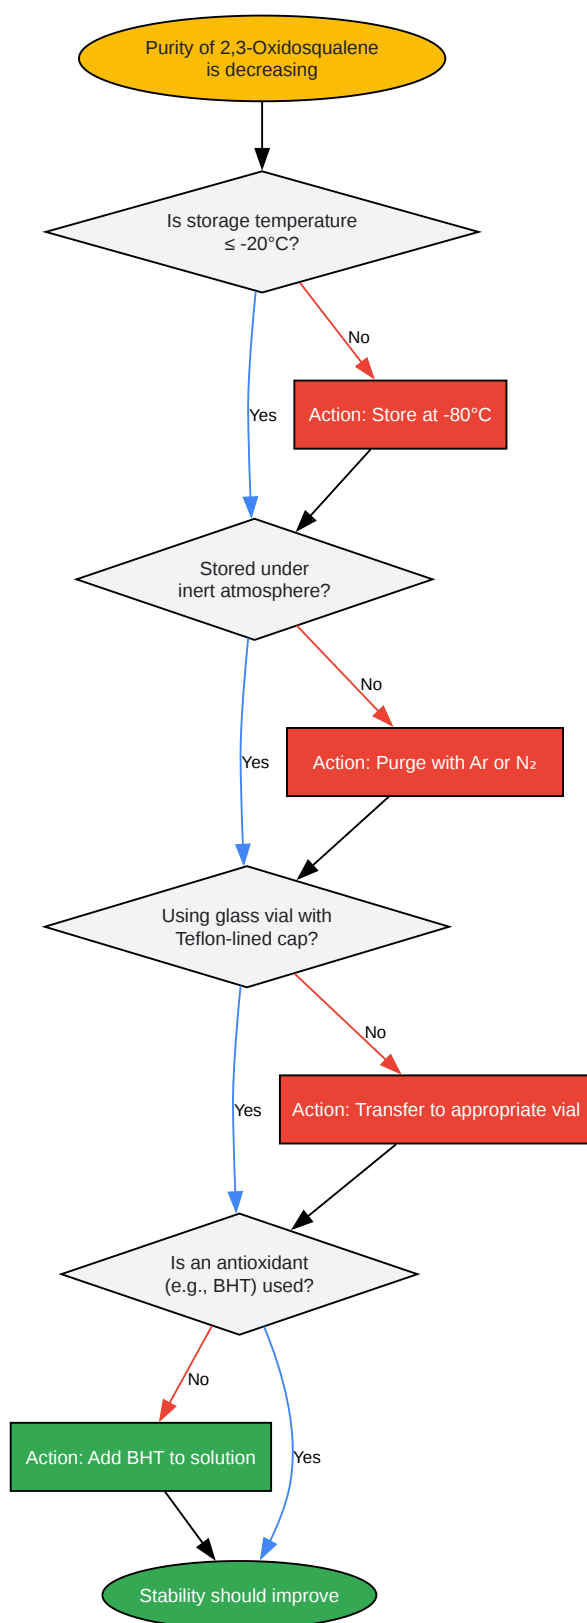 Purity of 2,3-Oxidosqualene
is decreasing
Is storage temperature
≤ -20°C?
No
Action: Store at -80°C
Yes
Stored under
inert atmosphere?
No
Action: Purge with Ar or N₂
Yes
Using glass vial with
Teflon-lined cap?
No
Action: Transfer to appropriate vial
Yes
Is an antioxidant
(e.g., BHT) used?
No
Action: Add BHT to solution
Yes
Stability should improve